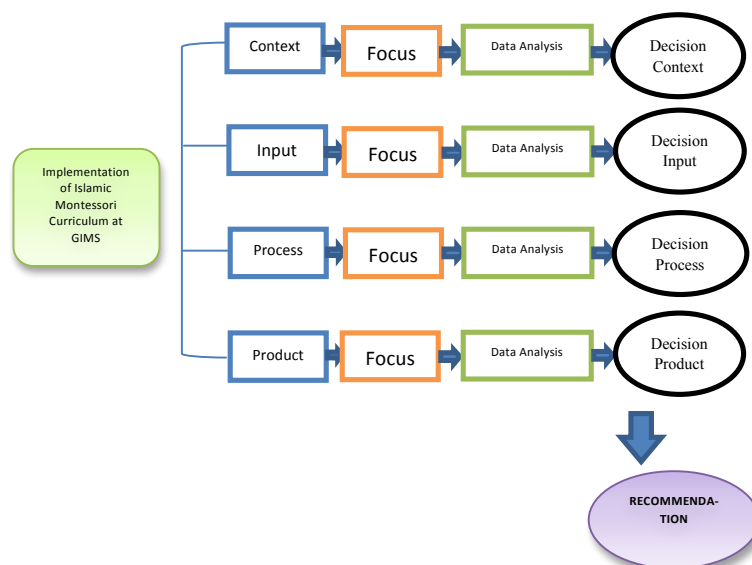 Context
Focus
Data Analysis
Decision
Context
Input
Focus
Data Analysis
Decision
Input
Implementation
of Islamic
Montessori
Curriculum at
GIMS
Process
Focus
Data Analysis
Decision
Process
Product
Focus
Data Analysis
Decision
Product
RECOMMENDA-
TION